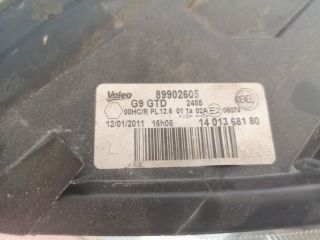 Valeo 89902605
G9 GTD 2465
00HC/R PL 12.6 01 1a 02A E2 06074
12/01/2011 16h06 14 013 681 80